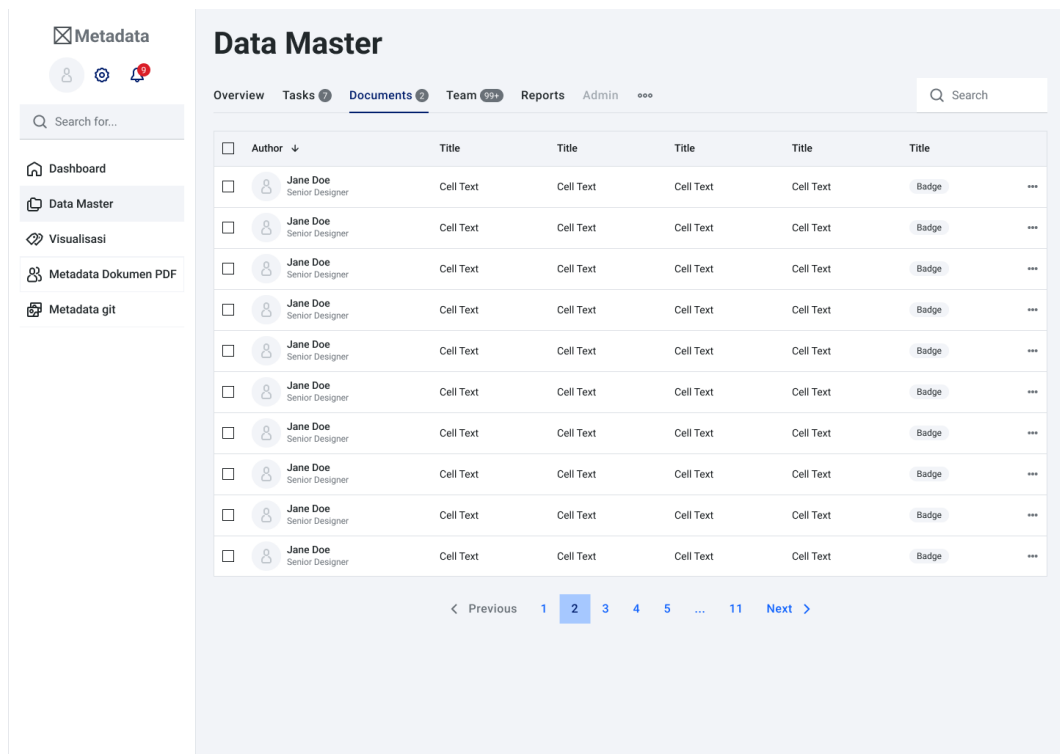 Metadata
9
Search for...
Dashboard
Data Master
Visualisasi
Metadata Dokumen PDF
Metadata git
Data Master
Overview Tasks 7 Documents 2 Team 99+ Reports Admin
Search
Author Title Title Title Title Title
Jane Doe
Senior Designer
Cell Text Cell Text Cell Text Cell Text Badge
Jane Doe
Senior Designer
Cell Text Cell Text Cell Text Cell Text Badge
Jane Doe
Senior Designer
Cell Text Cell Text Cell Text Cell Text Badge
Jane Doe
Senior Designer
Cell Text Cell Text Cell Text Cell Text Badge
Jane Doe
Senior Designer
Cell Text Cell Text Cell Text Cell Text Badge
Jane Doe
Senior Designer
Cell Text Cell Text Cell Text Cell Text Badge
Jane Doe
Senior Designer
Cell Text Cell Text Cell Text Cell Text Badge
Jane Doe
Senior Designer
Cell Text Cell Text Cell Text Cell Text Badge
Jane Doe
Senior Designer
Cell Text Cell Text Cell Text Cell Text Badge
Jane Doe
Senior Designer
Cell Text Cell Text Cell Text Cell Text Badge
Previous 1 2 3 4 5 ... 11 Next